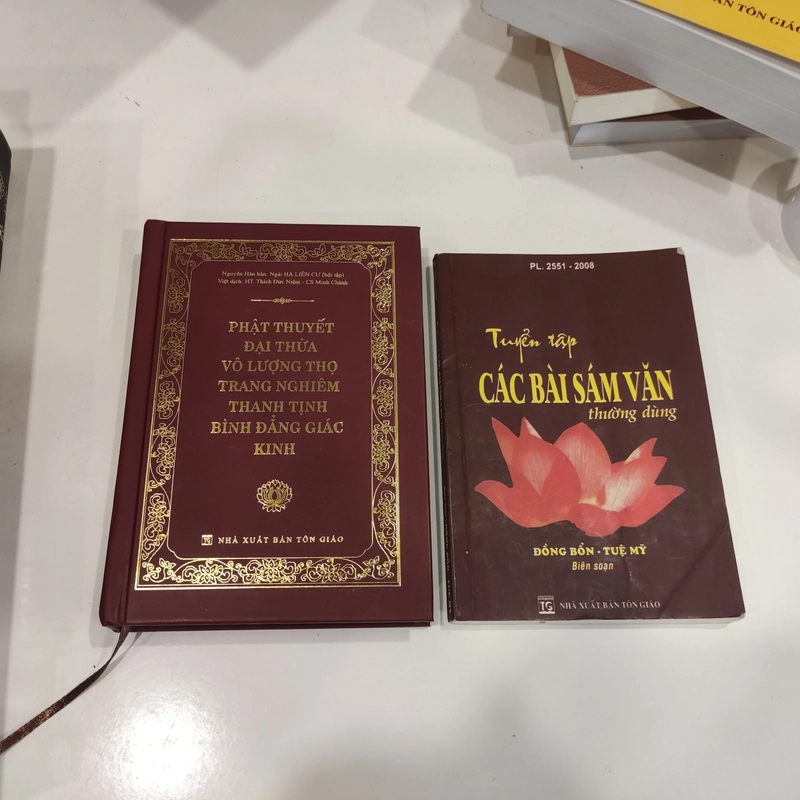 Nguyên Hán bản: Ngài HẠ LIÊN CƯ (hội tập)
Việt dịch: HT. Thích Đức Niệm - CS Minh Chánh
PHẬT THUYẾT
ĐẠI THỪA
VÔ LƯỢNG THỌ
TRANG NGHIÊM
THANH TỊNH
BÌNH ĐẲNG GIÁC
KINH
TG NHÀ XUẤT BẢN TÔN GIÁO
PL. 2551 - 2008
Tuyển tập
CÁC BÀI SÁM VĂN
thường dùng
ĐỒNG BỔN - TUỆ MỸ
Biên soạn
TG NHÀ XUẤT BẢN TÔN GIÁO
TÔN GIÁO